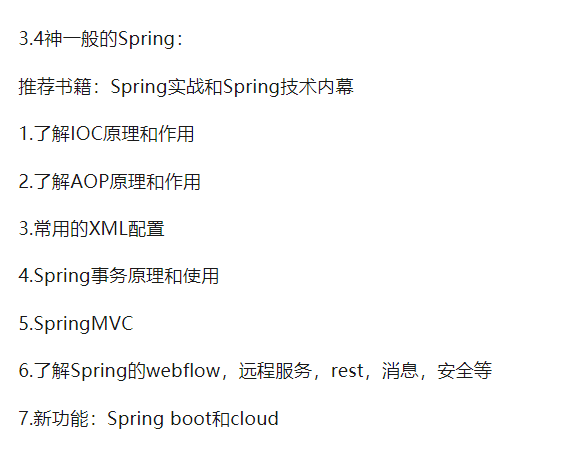 3.4神一般的Spring：
推荐书籍：Spring实战和Spring技术内幕
1.了解IOC原理和作用
2.了解AOP原理和作用
3.常用的XML配置
4.Spring事务原理和使用
5.SpringMVC
6.了解Spring的webflow，远程服务，rest，消息，安全等
7.新功能：Spring boot和cloud